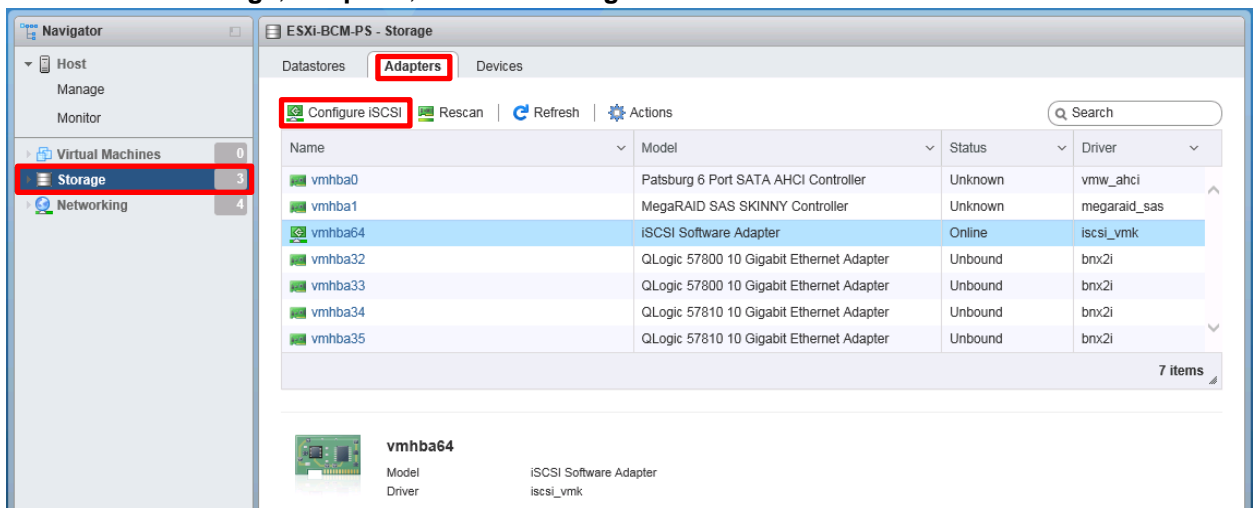 Navigator
ESXi-BCM-PS - Storage
Host
Manage
Monitor
Virtual Machines 0
Storage 3
Networking 4
Datastores Adapters Devices
Configure iSCSI Rescan Refresh Actions Search
Name Model Status Driver
vmhba0 Patsburg 6 Port SATA AHCI Controller Unknown vmw_ahci
vmhba1 MegaRAID SAS SKINNY Controller Unknown megaraid_sas
vmhba64 iSCSI Software Adapter Online iscsi_vmk
vmhba32 QLogic 57800 10 Gigabit Ethernet Adapter Unbound bnx2i
vmhba33 QLogic 57800 10 Gigabit Ethernet Adapter Unbound bnx2i
vmhba34 QLogic 57810 10 Gigabit Ethernet Adapter Unbound bnx2i
vmhba35 QLogic 57810 10 Gigabit Ethernet Adapter Unbound bnx2i
7 items
vmhba64
Model iSCSI Software Adapter
Driver iscsi_vmk